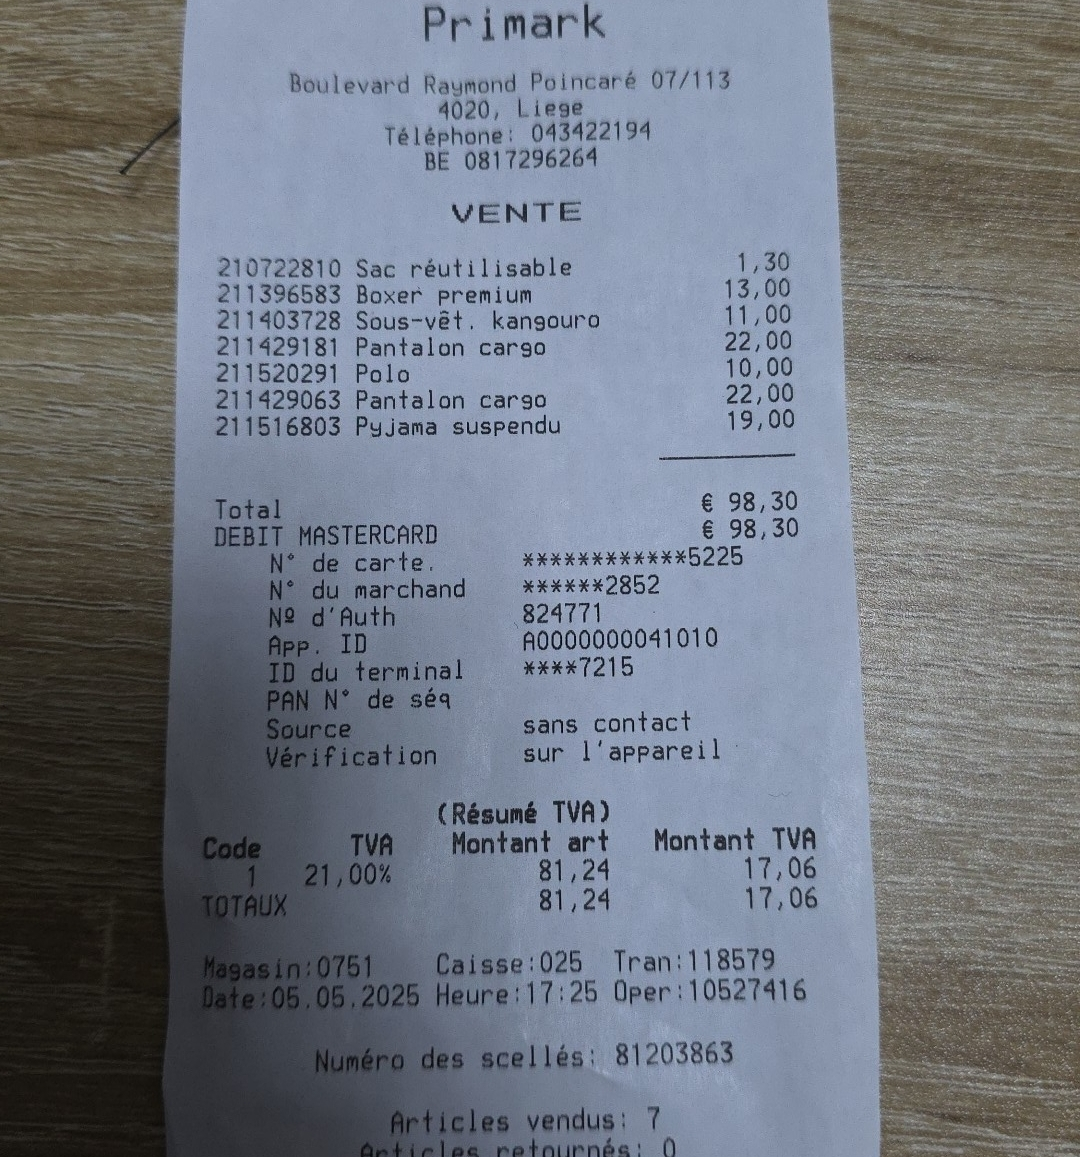 Primark
Boulevard Raymond Poincaré 07/113
4020, Liege
Téléphone: 043422194
BE 0817296264
VENTE
210722810 Sac réutilisable 1,30
211396583 Boxer premium 13,00
211403728 Sous-vêt. kangouro 11,00
211429181 Pantalon cargo 22,00
211520291 Polo 10,00
211429063 Pantalon cargo 22,00
211516803 Pyjama suspendu 19,00
Total € 98,30
DEBIT MASTERCARD € 98,30
N° de carte. ************5225
N° du marchand ******2852
Nº d'Auth 824771
App. ID A0000000041010
ID du terminal ****7215
PAN N° de séq
Source sans contact
Vérification sur l'appareil
(Résumé TVA)
Code TVA Montant art Montant TVA
1 21,00% 81,24 17,06
TOTAUX 81,24 17,06
Magasin:0751 Caisse:025 Tran:118579
Date:05.05.2025 Heure:17:25 Oper:10527416
Numéro des scellés: 81203863
Articles vendus: 7
Articles retournés: 0